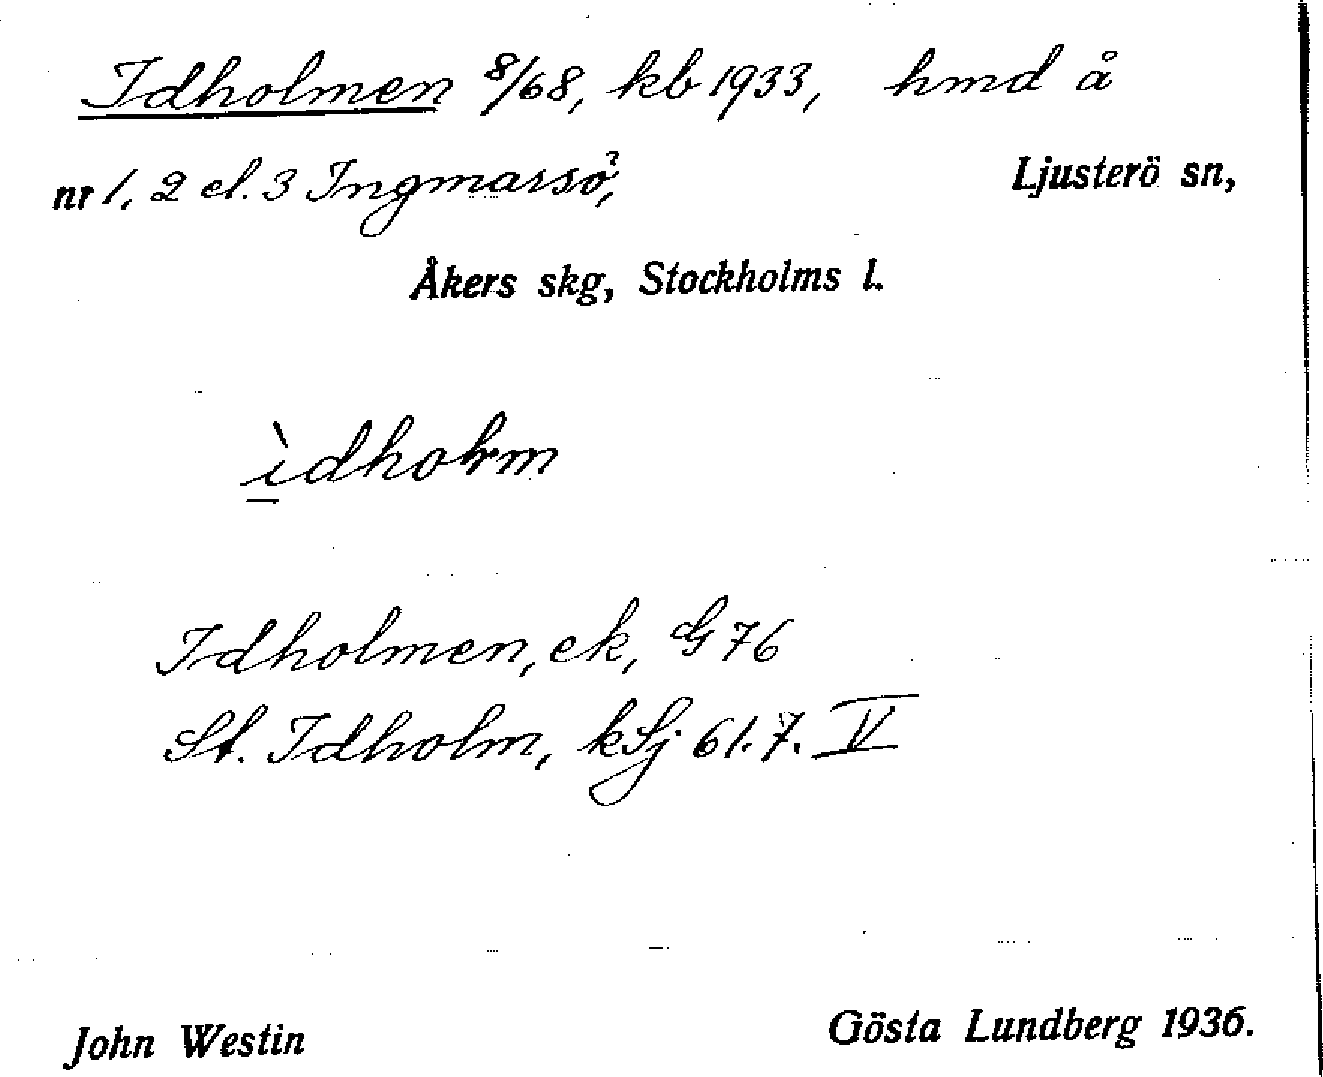 Idholmen 8/68, kb 1933, hmd å
nr 1, 2 el. 3 Ingmarsö, Ljusterö sn,
Åkers skg, Stockholms l.
ìdholm
Idholmen, ek, G 76
St. Idholm, kSj 61.7. V
John Westin Gösta Lundberg 1936.